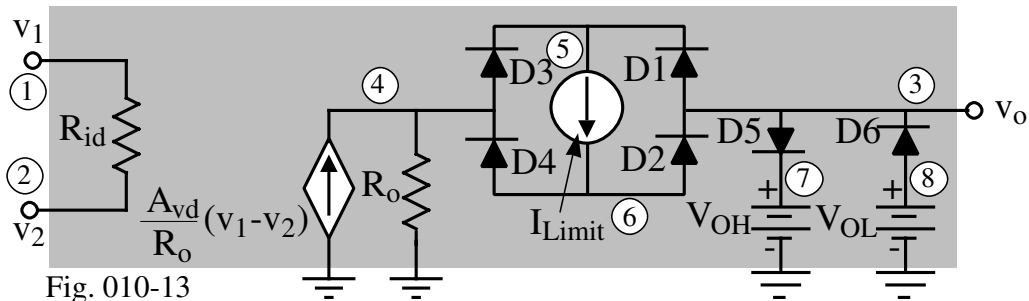 v1
1
Rid
2
v2
Avd
Ro
(v1-v2)
4
Ro
D3
D4
5
ILimit
6
D1
D2
3
vo
D5
D6
+
7
VOH
-
+
8
VOL
-
Fig. 010-13